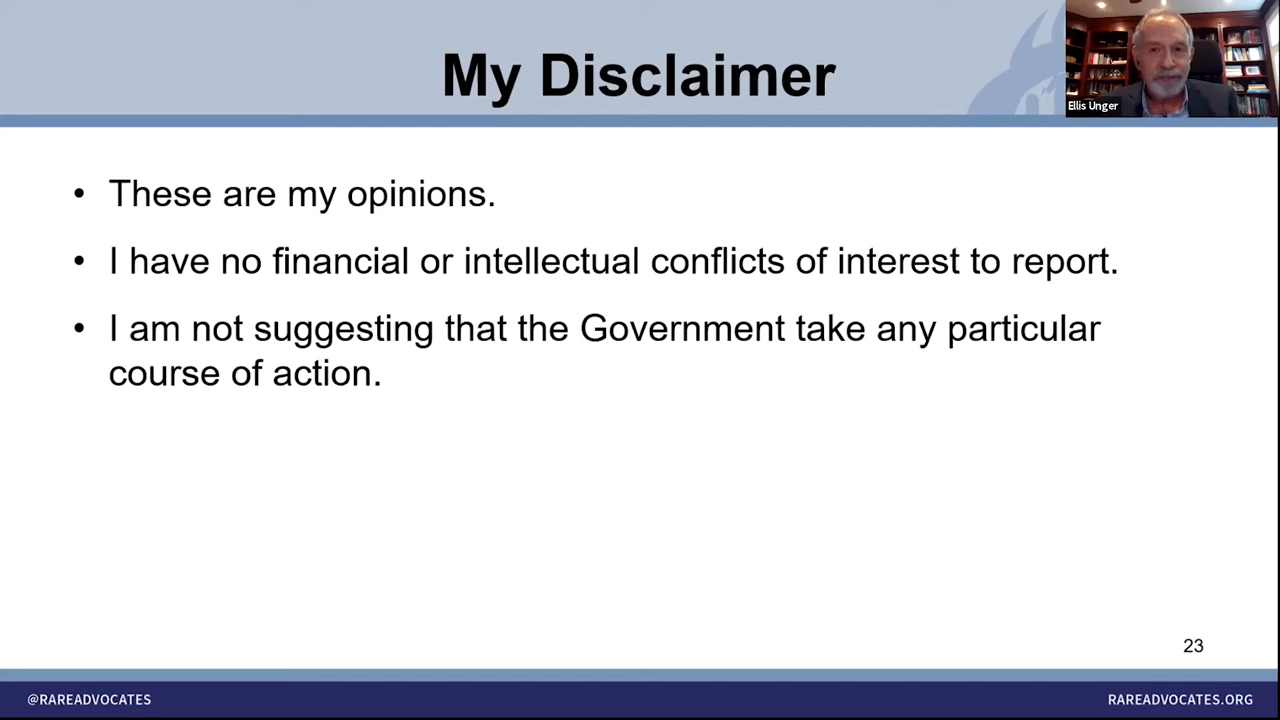 My Disclaimer
Ellis Unger
• These are my opinions.
• I have no financial or intellectual conflicts of interest to report.
• I am not suggesting that the Government take any particular
course of action.
23
@RAREADVOCATES
RAREADVOCATES.ORG